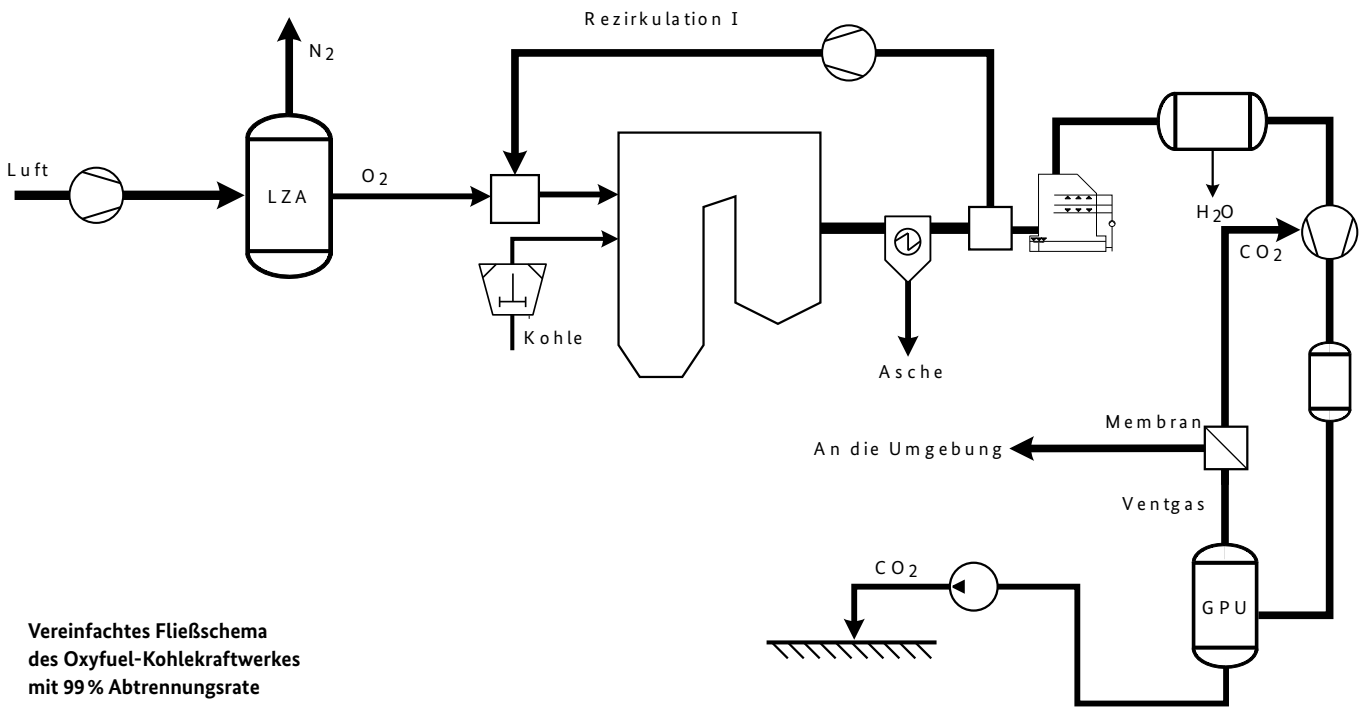 Rezirkulation I
N2
Luft
LZA
O2
H2O
CO2
Kohle
Asche
Membran
An die Umgebung
Ventgas
CO2
GPU
Vereinfachtes Fließschema
des Oxyfuel-Kohlekraftwerkes
mit 99 % Abtrennungsrate